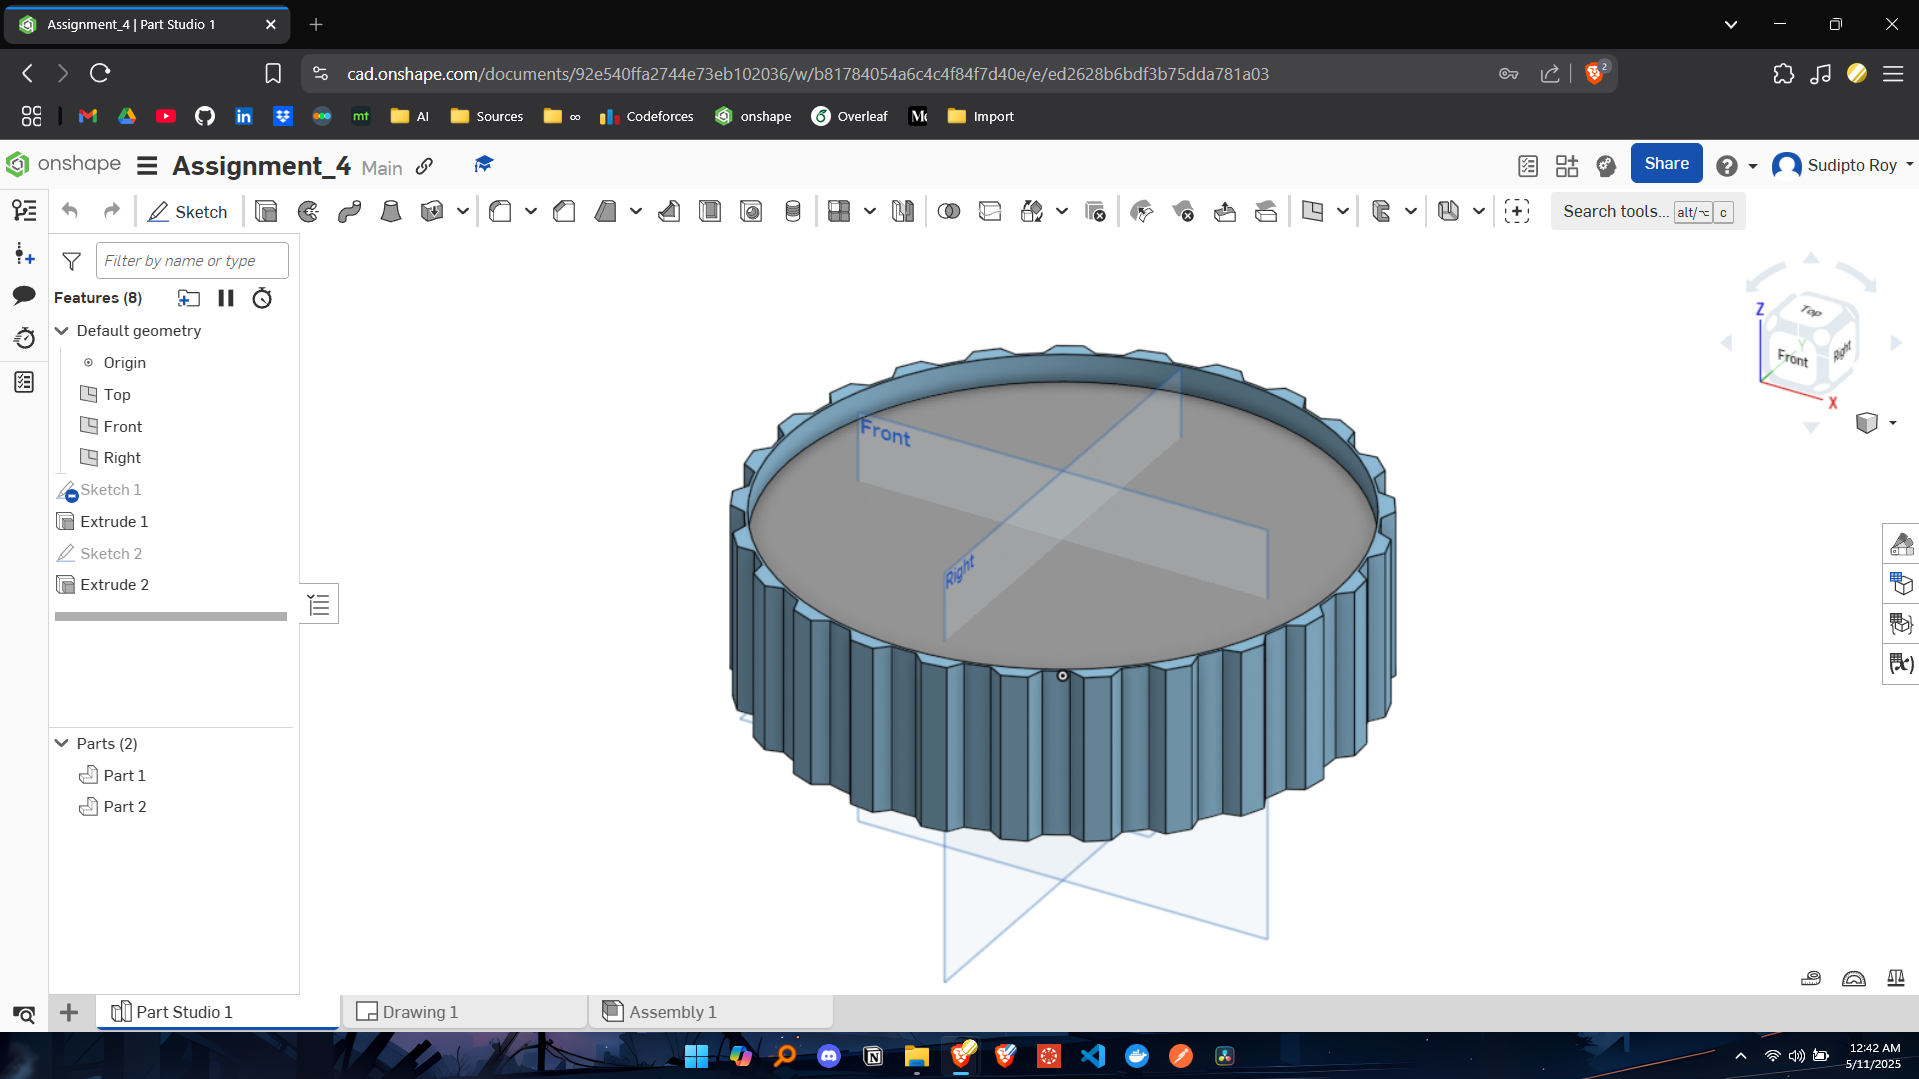 Assignment_4 | Part Studio 1
cad.onshape.com/documents/92e540ffa2744e73eb102036/w/b81784054a6c4c4f84f7d40e/e/ed2628b6bdf3b75dda781a03
2
in mt AI Sources ∞ Codeforces onshape Overleaf Import
onshape Assignment_4 Main Share ? Sudipto Roy
Sketch Search tools... alt/⌥ c
Filter by name or type
Features (8)
Default geometry
Origin
Top
Front
Right
Sketch 1
Extrude 1
Sketch 2
Extrude 2
Parts (2)
Part 1
Part 2
Front
Right
Z
Top
Y
Front
Right
X
(x)
Part Studio 1 Drawing 1 Assembly 1
12:42 AM
5/11/2025